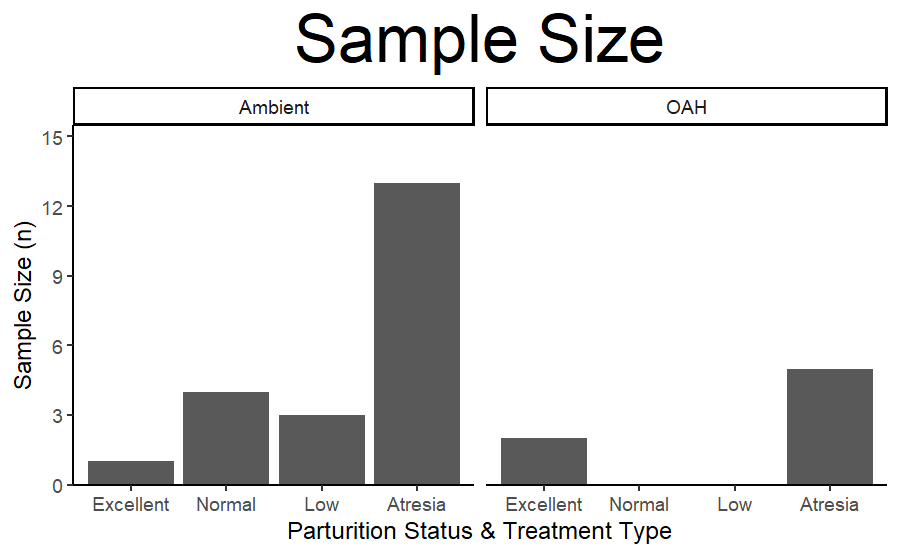 Sample Size
Ambient
OAH
Sample Size (n)
15
12
9
6
3
0
Excellent Normal Low Atresia
Excellent Normal Low Atresia
Parturition Status & Treatment Type